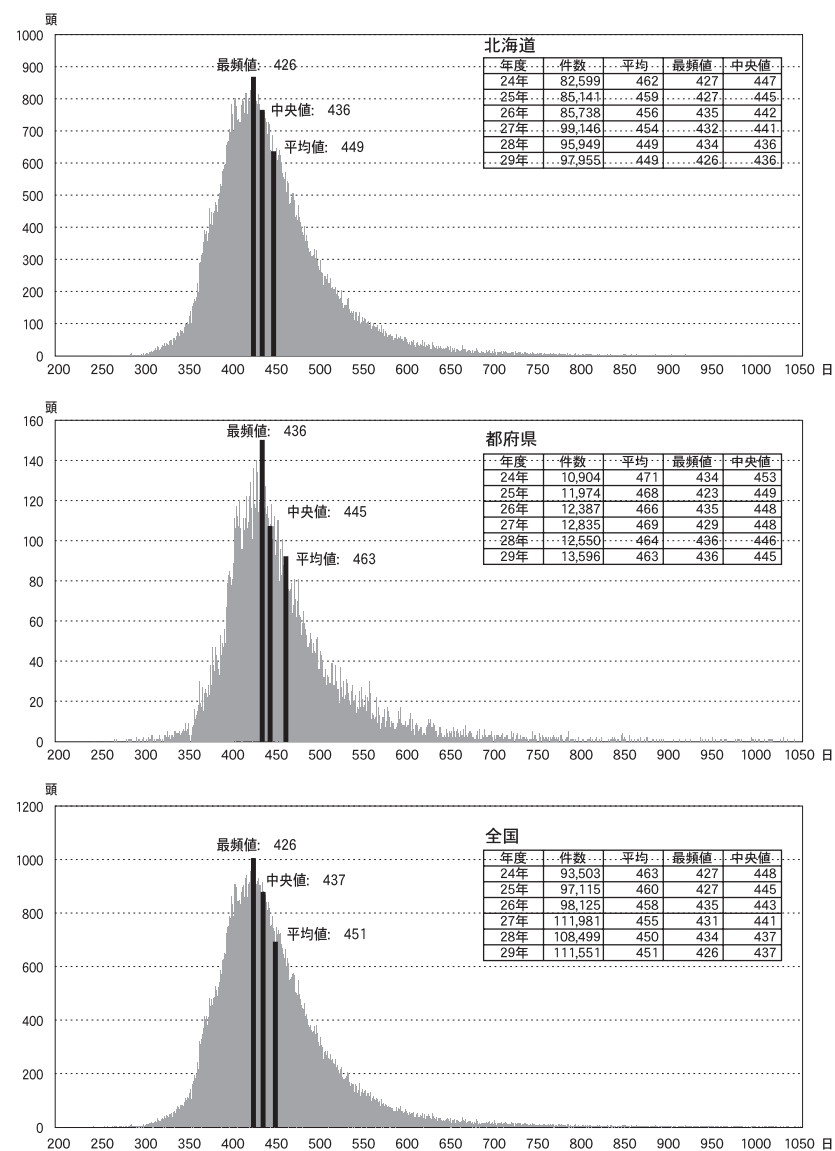 頭
1000
900
800
700
600
500
400
300
200
100
0
最頻値: 426
中央値: 436
平均値: 449
北海道
年度 件数 平均 最頻値 中央値
24年 82,599 462 427 447
25年 85,141 459 427 445
26年 85,738 456 435 442
27年 99,146 454 432 441
28年 95,949 449 434 436
29年 97,955 449 426 436
200 250 300 350 400 450 500 550 600 650 700 750 800 850 900 950 1000 1050 日
頭
160
140
120
100
80
60
40
20
0
最頻値: 436
中央値: 445
平均値: 463
都府県
年度 件数 平均 最頻値 中央値
24年 10,904 471 434 453
25年 11,974 468 423 449
26年 12,387 466 435 448
27年 12,835 469 429 448
28年 12,550 464 436 446
29年 13,596 463 436 445
200 250 300 350 400 450 500 550 600 650 700 750 800 850 900 950 1000 1050 日
頭
1200
1000
800
600
400
200
0
最頻値: 426
中央値: 437
平均値: 451
全国
年度 件数 平均 最頻値 中央値
24年 93,503 463 427 448
25年 97,115 460 427 445
26年 98,125 458 435 443
27年 111,981 455 431 441
28年 108,499 450 434 437
29年 111,551 451 426 437
200 250 300 350 400 450 500 550 600 650 700 750 800 850 900 950 1000 1050 日